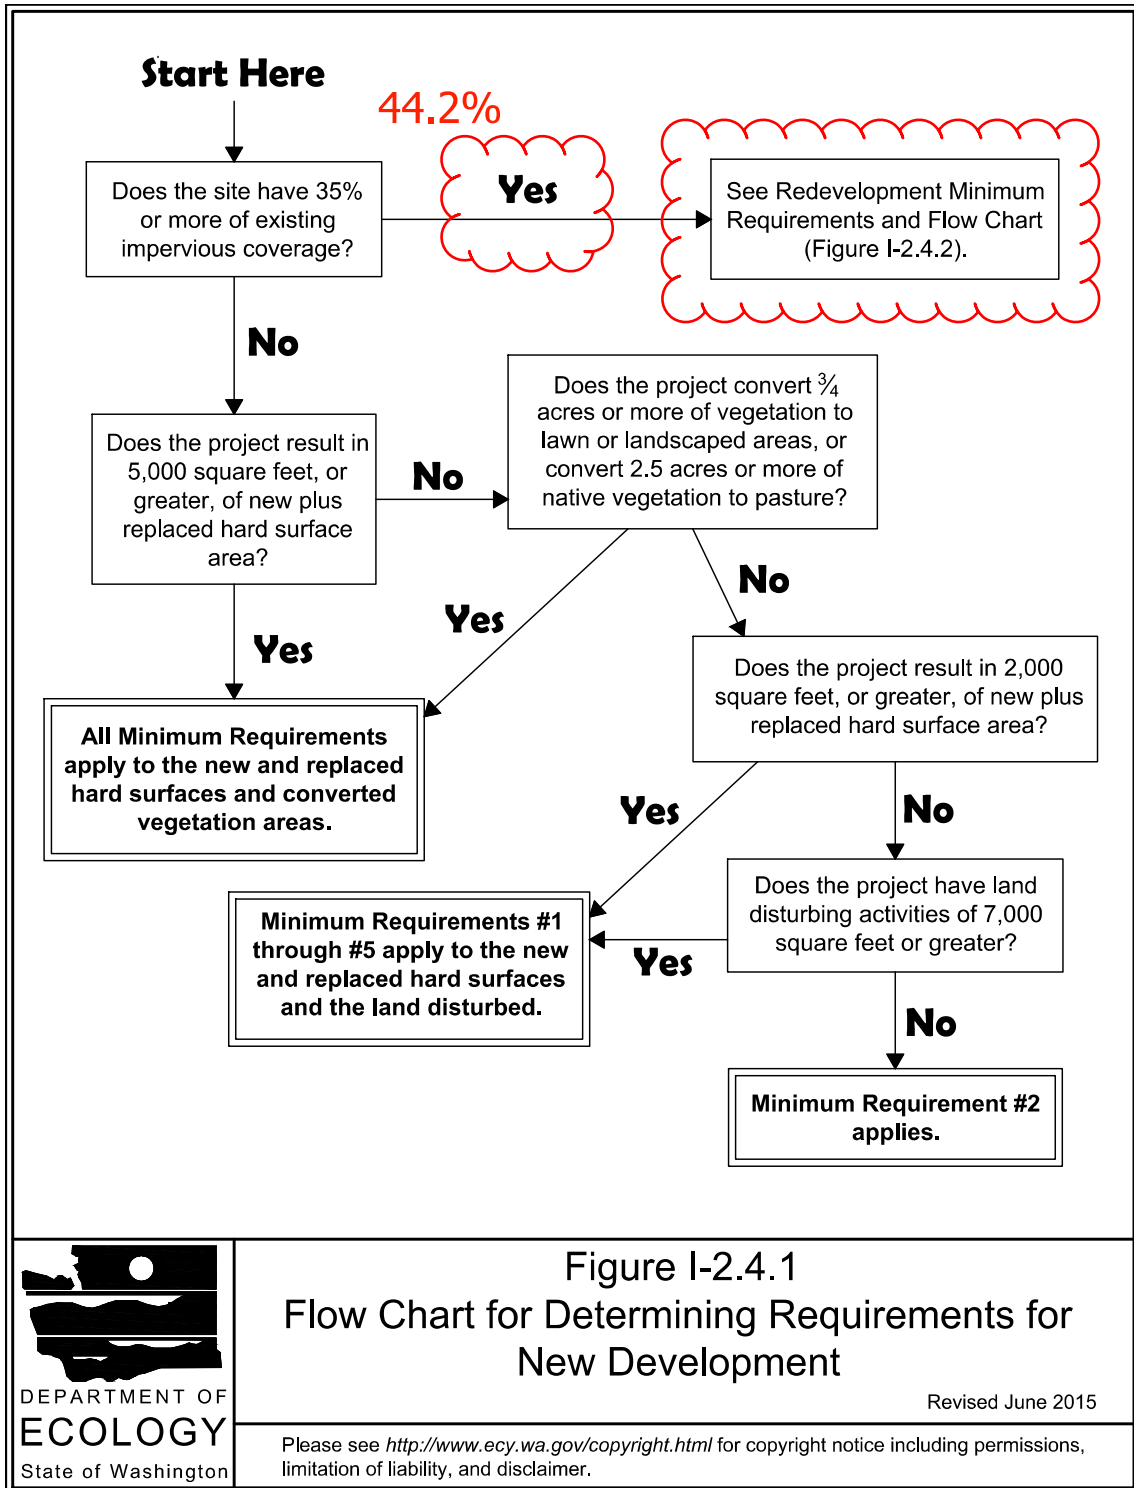 Start Here
44.2%
Does the site have 35%
or more of existing
impervious coverage?
Yes
See Redevelopment Minimum
Requirements and Flow Chart
(Figure I-2.4.2).
No
Does the project result in
5,000 square feet, or
greater, of new plus
replaced hard surface
area?
No
Does the project convert ¾
acres or more of vegetation to
lawn or landscaped areas, or
convert 2.5 acres or more of
native vegetation to pasture?
Yes
Yes
No
All Minimum Requirements
apply to the new and replaced
hard surfaces and converted
vegetation areas.
Does the project result in 2,000
square feet, or greater, of new plus
replaced hard surface area?
Yes
No
Minimum Requirements #1
through #5 apply to the new
and replaced hard surfaces
and the land disturbed.
Yes
Does the project have land
disturbing activities of 7,000
square feet or greater?
No
Minimum Requirement #2
applies.
DEPARTMENT OF
ECOLOGY
State of Washington
Figure I-2.4.1
Flow Chart for Determining Requirements for
New Development
Revised June 2015
Please see http://www.ecy.wa.gov/copyright.html for copyright notice including permissions,
limitation of liability, and disclaimer.